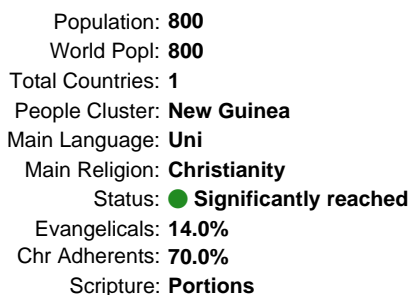 Population: 800
World Popl: 800
Total Countries: 1
People Cluster: New Guinea
Main Language: Uni
Main Religion: Christianity
Status: Significantly reached
Evangelicals: 14.0%
Chr Adherents: 70.0%
Scripture: Portions